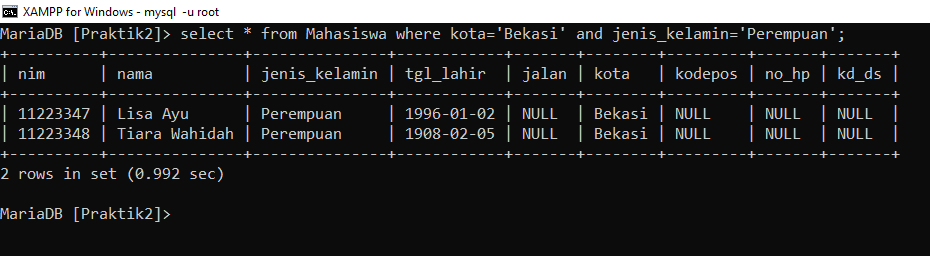 XAMPP for Windows - mysql  -u root
MariaDB [Praktik2]> select * from Mahasiswa where kota='Bekasi' and jenis_kelamin='Perempuan';
+----------+---------------+---------------+------------+-------+--------+---------+-------+-------+
| nim      | nama          | jenis_kelamin | tgl_lahir  | jalan | kota   | kodepos | no_hp | kd_ds |
+----------+---------------+---------------+------------+-------+--------+---------+-------+-------+
| 11223347 | Lisa Ayu      | Perempuan     | 1996-01-02 | NULL  | Bekasi | NULL    | NULL  | NULL  |
| 11223348 | Tiara Wahidah | Perempuan     | 1908-02-05 | NULL  | Bekasi | NULL    | NULL  | NULL  |
+----------+---------------+---------------+------------+-------+--------+---------+-------+-------+
2 rows in set (0.992 sec)
MariaDB [Praktik2]>